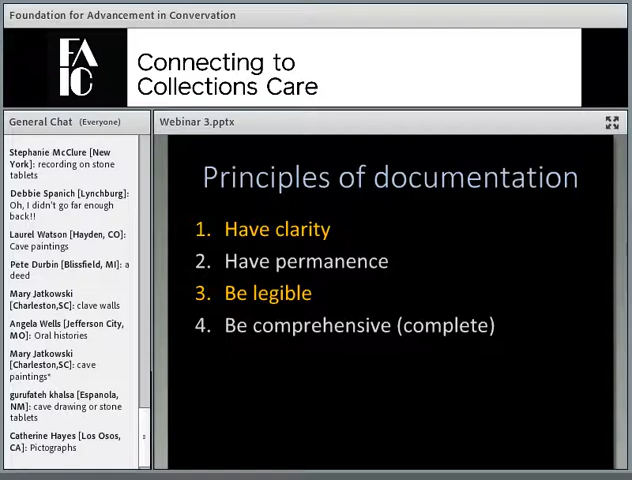 Foundation for Advancement in Convervation
FA
IC
Connecting to
Collections Care
General Chat (Everyone)
Stephanie McClure [New
York]: recording on stone
tablets
Debbie Spanich [Lynchburg]:
Oh, I didn't go far enough
back!!
Laurel Watson [Hayden, CO]:
Cave paintings
Pete Durbin [Blissfield, MI]: a
deed
Mary Jatkowski
[Charleston,SC]: clave walls
Angela Wells [Jefferson City,
MO]: Oral histories
Mary Jatkowski
[Charleston,SC]: cave
paintings*
gurufateh khalsa [Espanola,
NM]: cave drawing or stone
tablets
Catherine Hayes [Los Osos,
CA]: Pictographs
Webinar 3.pptx
Principles of documentation
1. Have clarity
2. Have permanence
3. Be legible
4. Be comprehensive (complete)